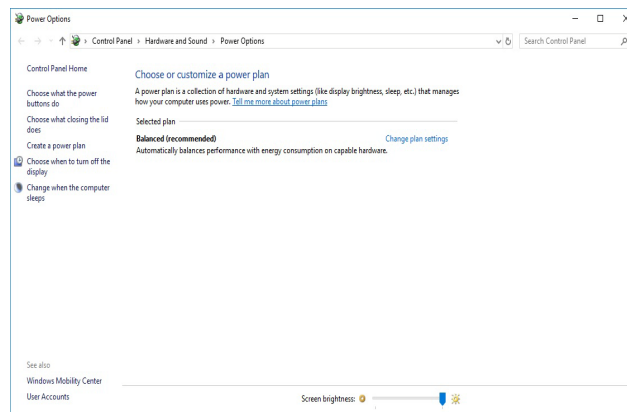 Power Options
Control Panel > Hardware and Sound > Power Options
Search Control Panel
Control Panel Home
Choose what the power
buttons do
Choose what closing the lid
does
Create a power plan
Choose when to turn off the
display
Change when the computer
sleeps
Choose or customize a power plan
A power plan is a collection of hardware and system settings (like display brightness, sleep, etc.) that manages
how your computer uses power. Tell me more about power plans
Selected plan
Balanced (recommended) Change plan settings
Automatically balances performance with energy consumption on capable hardware.
See also
Windows Mobility Center
User Accounts
Screen brightness: